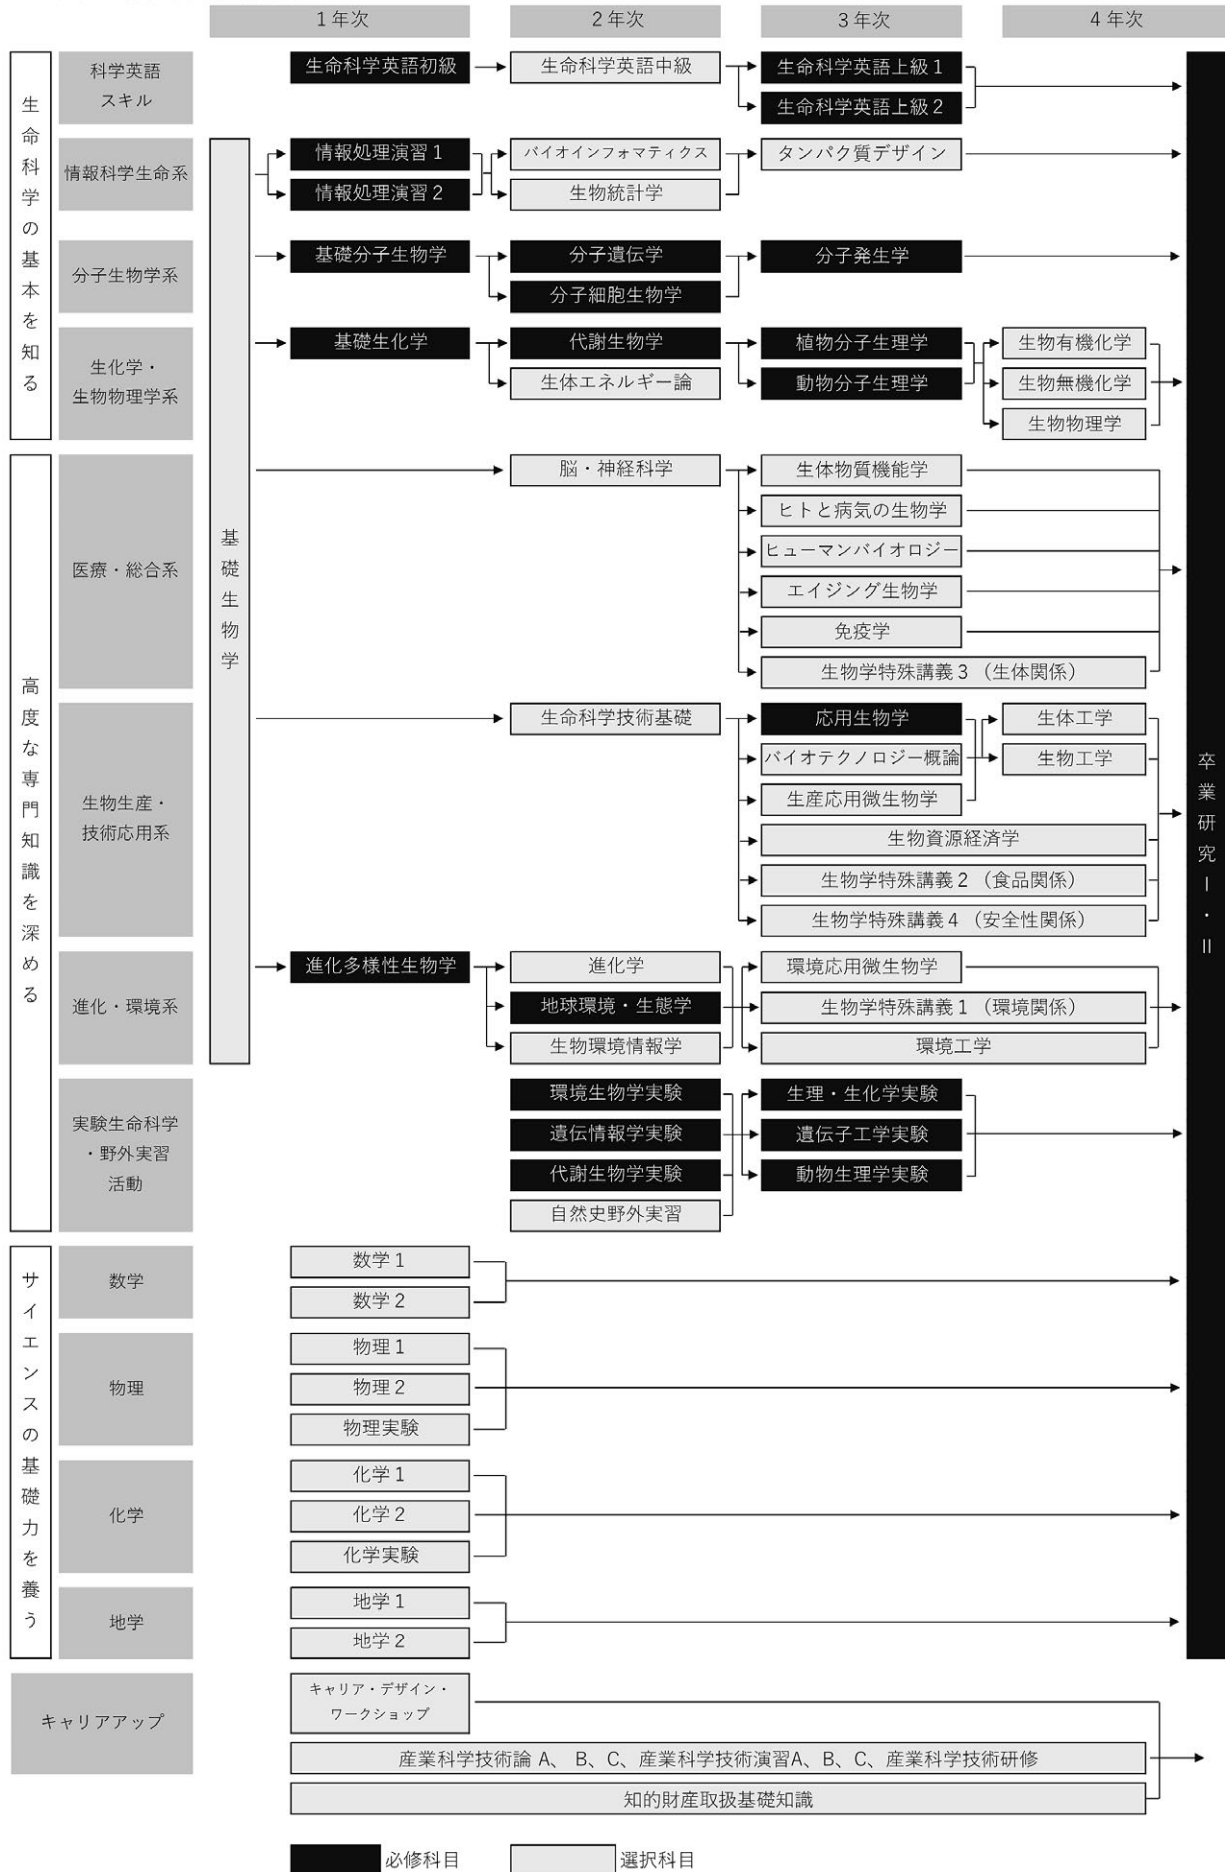 1年次
2年次
3年次
4年次
生命科学の基本を知る
科学英語
スキル
生命科学英語初級
生命科学英語中級
生命科学英語上級1
生命科学英語上級2
基礎生物学
情報科学生命系
情報処理演習1
情報処理演習2
バイオインフォマティクス
生物統計学
タンパク質デザイン
分子生物学系
基礎分子生物学
分子遺伝学
分子細胞生物学
分子発生学
生化学・
生物物理学系
基礎生化学
代謝生物学
生体エネルギー論
植物分子生理学
動物分子生理学
生物有機化学
生物無機化学
生物物理学
高度な専門知識を深める
医療・総合系
脳・神経科学
生体物質機能学
ヒトと病気の生物学
ヒューマンバイオロジー
エイジング生物学
免疫学
生物学特殊講義3（生体関係）
生物生産・
技術応用系
生命科学技術基礎
応用生物学
バイオテクノロジー概論
生産応用微生物学
生体工学
生物工学
生物資源経済学
生物学特殊講義2（食品関係）
生物学特殊講義4（安全性関係）
進化・環境系
進化多様性生物学
進化学
地球環境・生態学
生物環境情報学
環境応用微生物学
生物学特殊講義1（環境関係）
環境工学
実験生命科学
・野外実習
活動
環境生物学実験
遺伝情報学実験
代謝生物学実験
自然史野外実習
生理・生化学実験
遺伝子工学実験
動物生理学実験
卒業研究Ⅰ・Ⅱ
サイエンスの基礎力を養う
数学
数学1
数学2
物理
物理1
物理2
物理実験
化学
化学1
化学2
化学実験
地学
地学1
地学2
キャリアアップ
キャリア・デザイン・
ワークショップ
産業科学技術論 A、 B、C、産業科学技術演習A、B、C、産業科学技術研修
知的財産取扱基礎知識
必修科目
選択科目